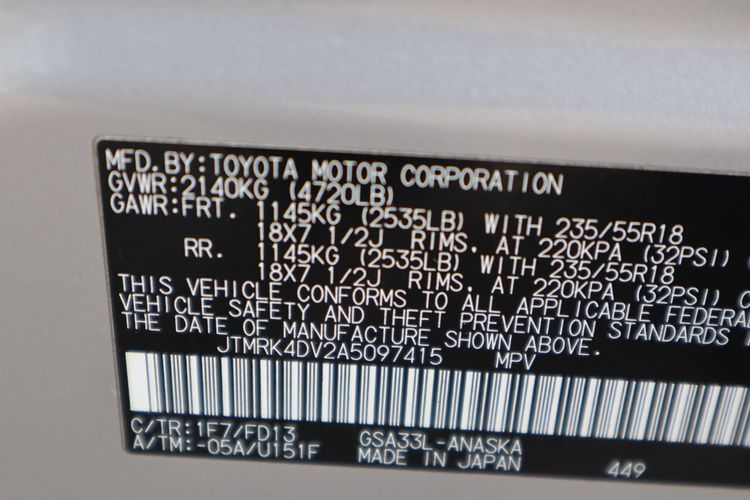 MFD. BY: TOYOTA MOTOR CORPORATION
GVWR: 2140KG (4720LB)
GAWR: FRT. 1145KG (2535LB) WITH 235/55R18
18X7 1/2J RIMS. AT 220KPA (32PSI) (
RR. 1145KG (2535LB) WITH 235/55R18
18X7 1/2J RIMS. AT 220KPA (32PSI)
THIS VEHICLE CONFORMS TO ALL APPLICABLE FEDERA
VEHICLE SAFETY AND THEFT PREVENTION STANDARDS
THE DATE OF MANUFACTURE SHOWN ABOVE.
JTMRK4DV2A5097415 MPV
C/TR: 1F7/FD13 GSA33L-ANASKA
A/TM: -05A/U151F MADE IN JAPAN 449